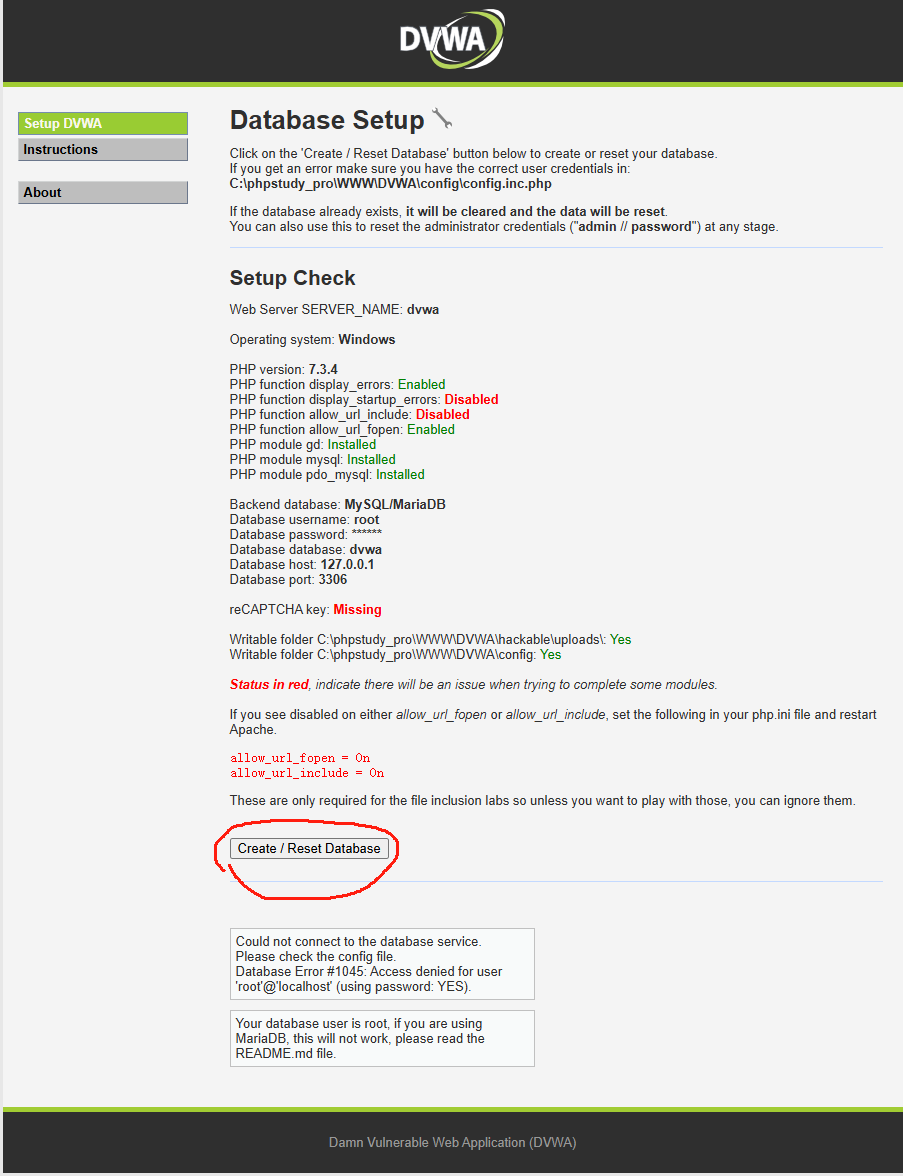 DVWA
Setup DVWA
Instructions
About
Database Setup
Click on the 'Create / Reset Database' button below to create or reset your database.
If you get an error make sure you have the correct user credentials in:
C:\phpstudy_pro\WWW\DVWA\config\config.inc.php
If the database already exists, it will be cleared and the data will be reset.
You can also use this to reset the administrator credentials ("admin // password") at any stage.
Setup Check
Web Server SERVER_NAME: dvwa
Operating system: Windows
PHP version: 7.3.4
PHP function display_errors: Enabled
PHP function display_startup_errors: Disabled
PHP function allow_url_include: Disabled
PHP function allow_url_fopen: Enabled
PHP module gd: Installed
PHP module mysql: Installed
PHP module pdo_mysql: Installed
Backend database: MySQL/MariaDB
Database username: root
Database password: ******
Database database: dvwa
Database host: 127.0.0.1
Database port: 3306
reCAPTCHA key: Missing
Writable folder C:\phpstudy_pro\WWW\DVWA\hackable\uploads\: Yes
Writable folder C:\phpstudy_pro\WWW\DVWA\config: Yes
Status in red, indicate there will be an issue when trying to complete some modules.
If you see disabled on either allow_url_fopen or allow_url_include, set the following in your php.ini file and restart
Apache.
allow_url_fopen = On
allow_url_include = On
These are only required for the file inclusion labs so unless you want to play with those, you can ignore them.
Create / Reset Database
Could not connect to the database service.
Please check the config file.
Database Error #1045: Access denied for user
'root'@'localhost' (using password: YES).
Your database user is root, if you are using
MariaDB, this will not work, please read the
README.md file.
Damn Vulnerable Web Application (DVWA)